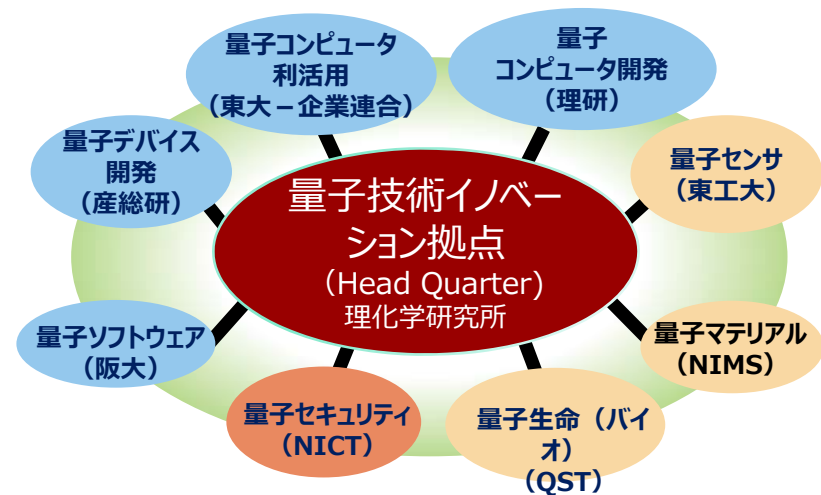 量子コンピュータ
利活用
（東大－企業連合）
量子
コンピュータ開発
（理研）
量子デバイス
開発
（産総研）
量子センサ
（東工大）
量子技術イノベー
ション拠点
（Head Quarter)
理化学研究所
量子ソフトウェア
（阪大）
量子マテリアル
（NIMS）
量子セキュリティ
（NICT）
量子生命（バイ
オ）
（QST）